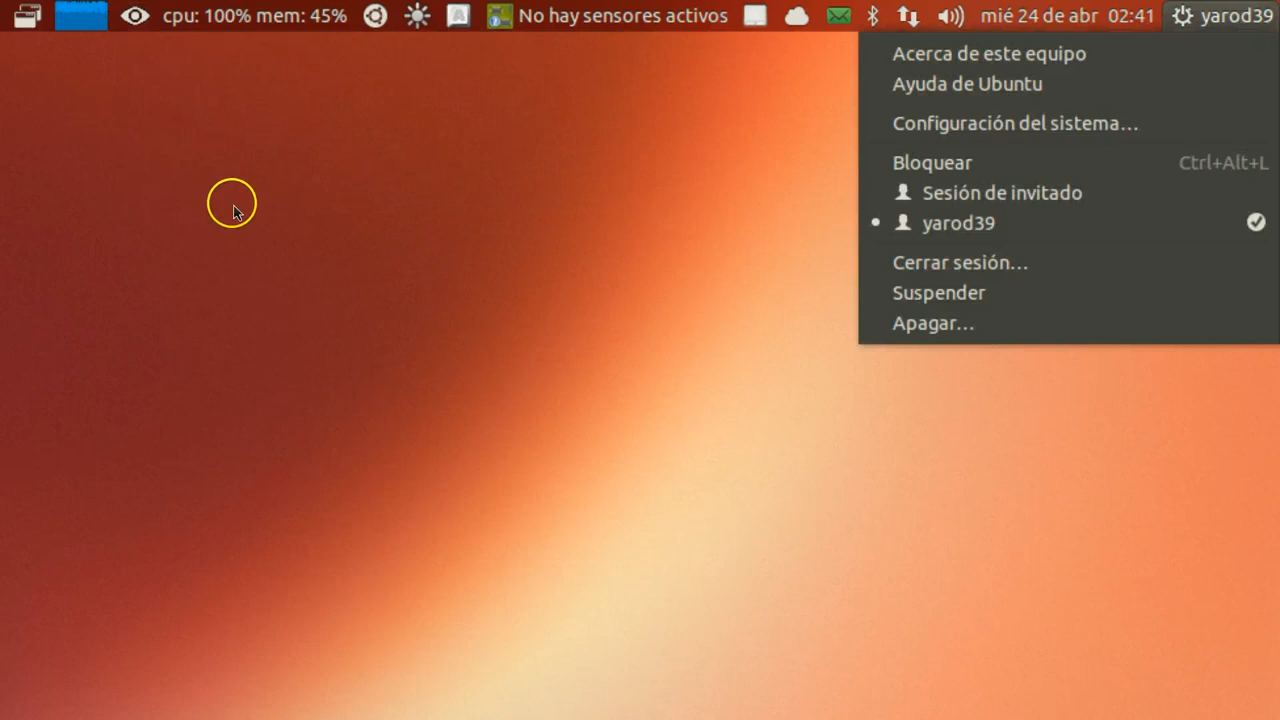 cpu: 100% mem: 45% A No hay sensores activos mié 24 de abr 02:41 yarod39
Acerca de este equipo
Ayuda de Ubuntu
Configuración del sistema...
Bloquear Ctrl+Alt+L
Sesión de invitado
yarod39
Cerrar sesión...
Suspender
Apagar...